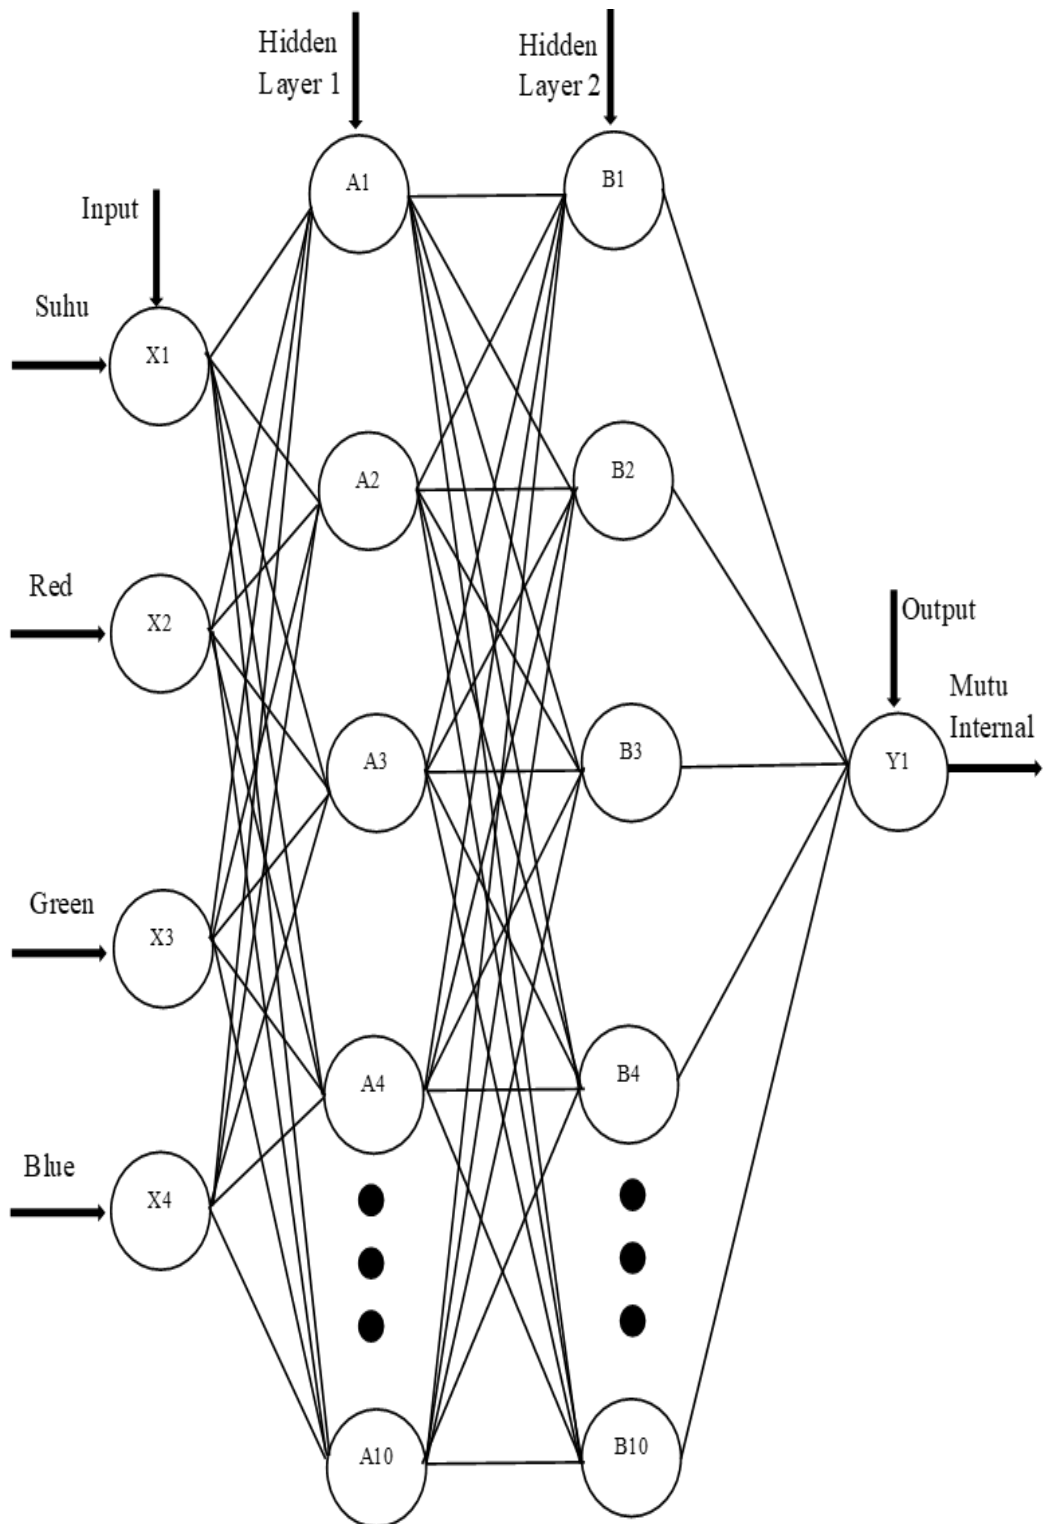 Hidden
Layer 1
Hidden
Layer 2
Input
Suhu
Red
Green
Blue
X1
X2
X3
X4
A1
A2
A3
A4
A10
B1
B2
B3
B4
B10
Output
Mutu
Internal
Y1